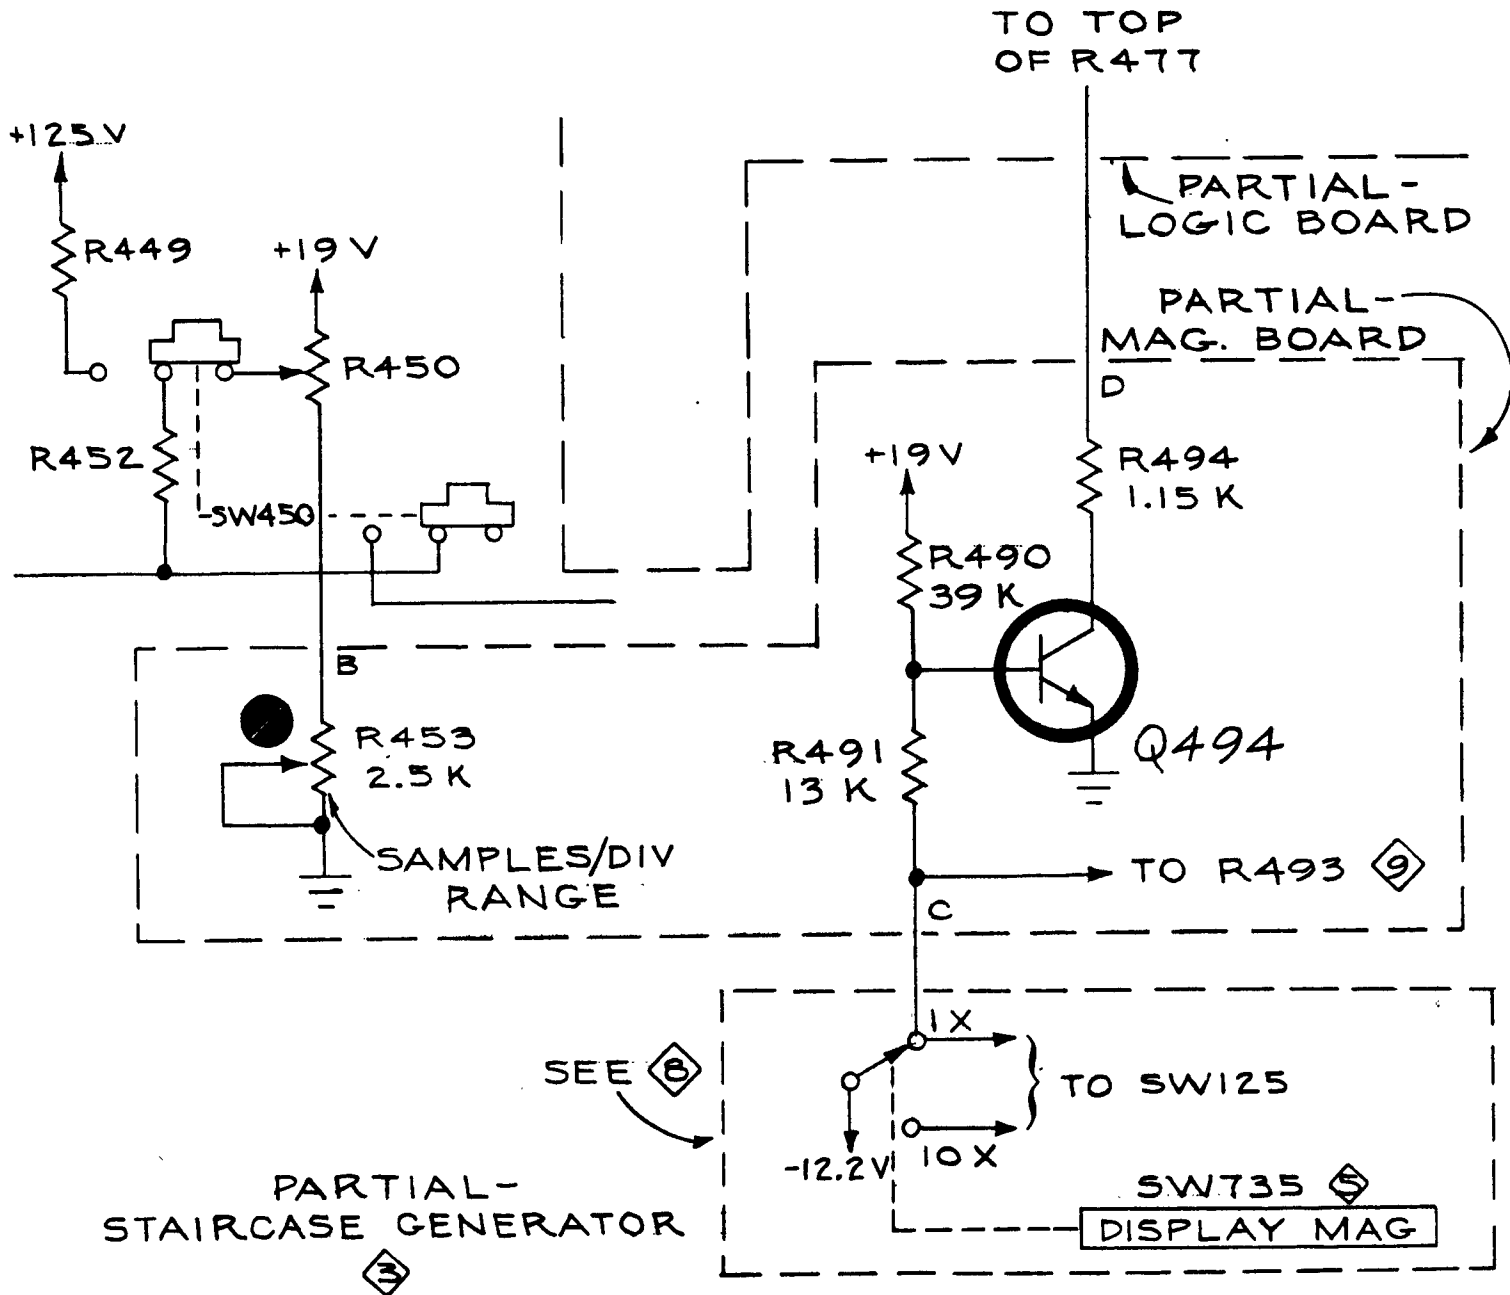 TO TOP
OF R477
+125 V
R449
+19 V
PARTIAL-
LOGIC BOARD
PARTIAL-
MAG. BOARD
R450
D
R452
+19 V
R494
1.15 K
-SW450
R490
39 K
B
R453
2.5 K
Q494
R491
13 K
SAMPLES/DIV
RANGE
TO R493 9
C
1 X
SEE 8
TO SW125
-12.2 V
10 X
PARTIAL-
STAIRCASE GENERATOR
3
SW735 5
DISPLAY MAG